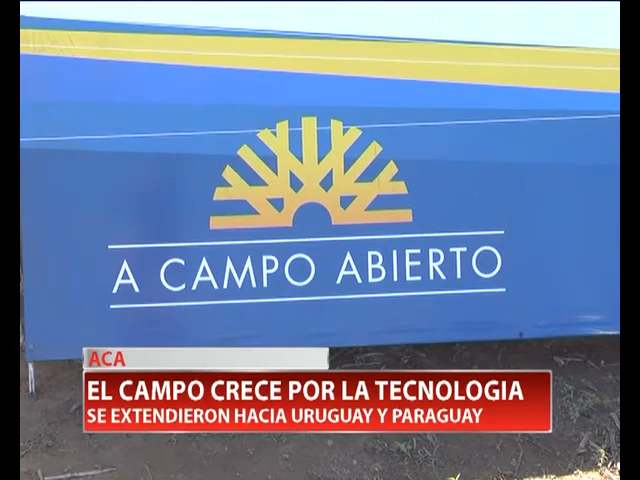 A CAMPO ABIERTO
ACA
EL CAMPO CRECE POR LA TECNOLOGIA
SE EXTENDIERON HACIA URUGUAY Y PARAGUAY